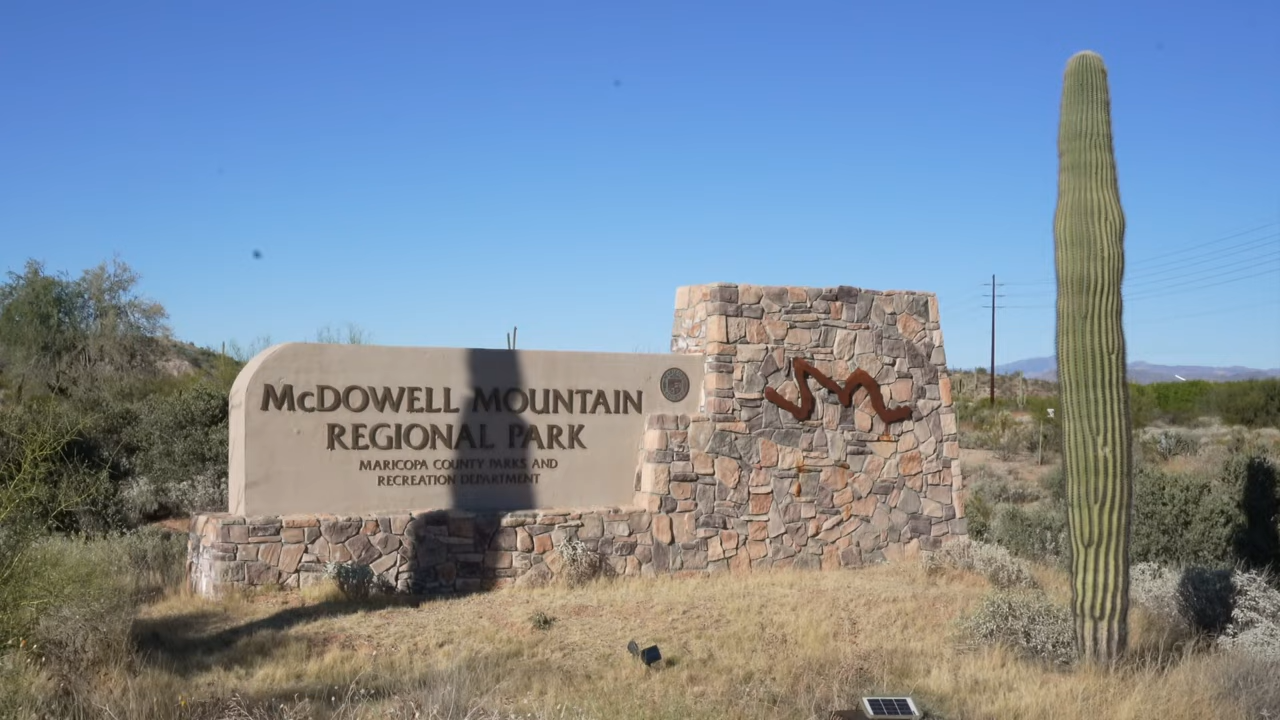 McDOWELL MOUNTAIN
REGIONAL PARK
MARICOPA COUNTY PARKS AND
RECREATION DEPARTMENT